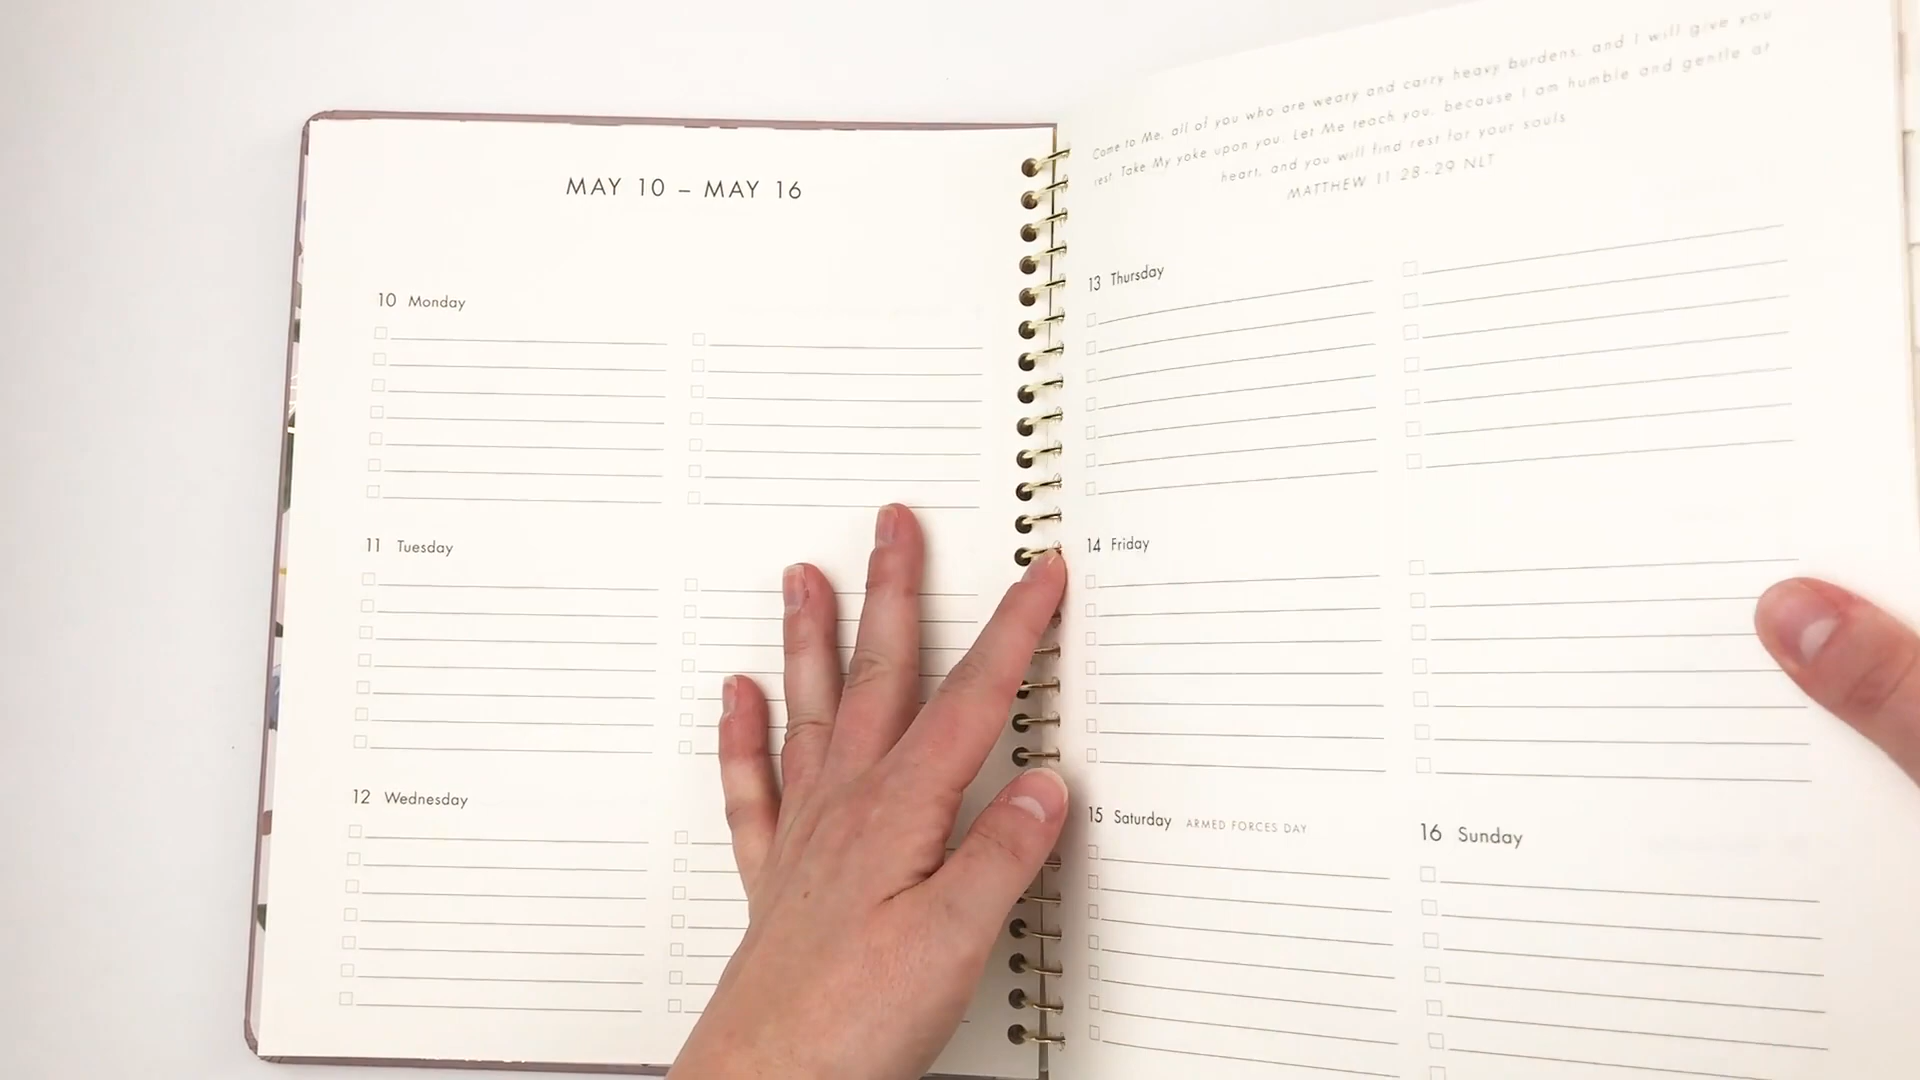 MAY 10 – MAY 16
10 Monday
11 Tuesday
12 Wednesday
Come to Me, all of you who are weary and carry heavy burdens, and I will give you
rest. Take My yoke upon you. Let Me teach you, because I am humble and gentle at
heart, and you will find rest for your souls
MATTHEW 11:28-29 NLT
13 Thursday
14 Friday
15 Saturday ARMED FORCES DAY
16 Sunday